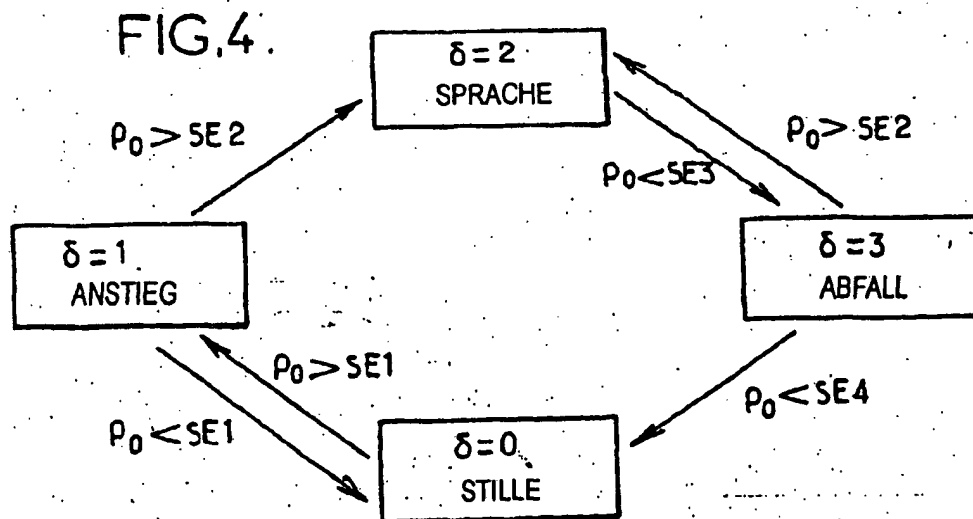 FIG.4.
δ=2
SPRACHE
ρ₀>SE2
ρ₀>SE2
ρ₀<SE3
δ=1
ANSTIEG
δ=3
ABFALL
ρ₀>SE1
ρ₀<SE1
ρ₀<SE4
δ=0
STILLE